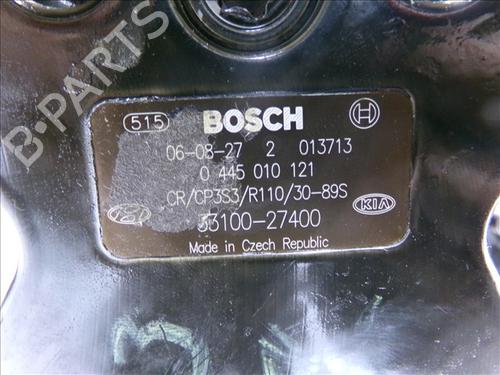 B-PARTS
515 BOSCH
06-08-27 2 013713
0 445 010 121
CR/CP3S3/R110/30-89S
33100-27400 KIA
Made in Czech Republic